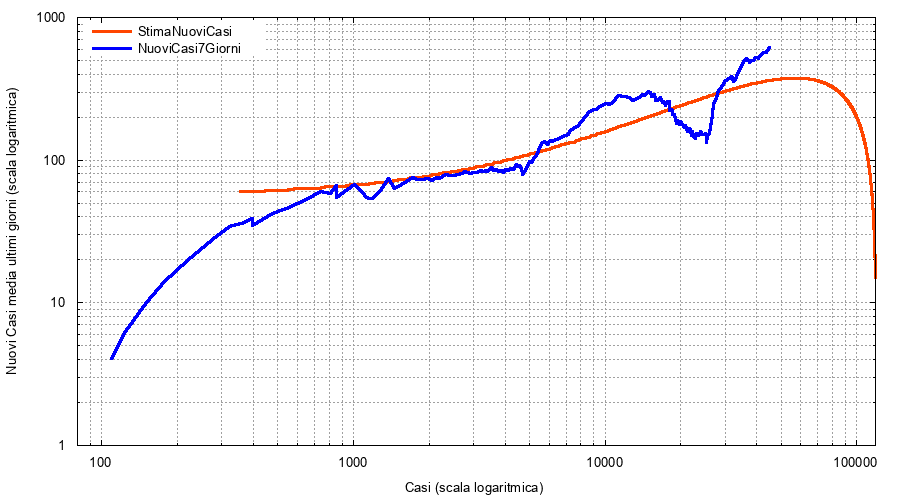 1000
StimaNuoviCasi
NuoviCasi7Giorni
100
10
1
Nuovi Casi media ultimi giorni (scala logaritmica)
100
1000
10000
100000
Casi (scala logaritmica)